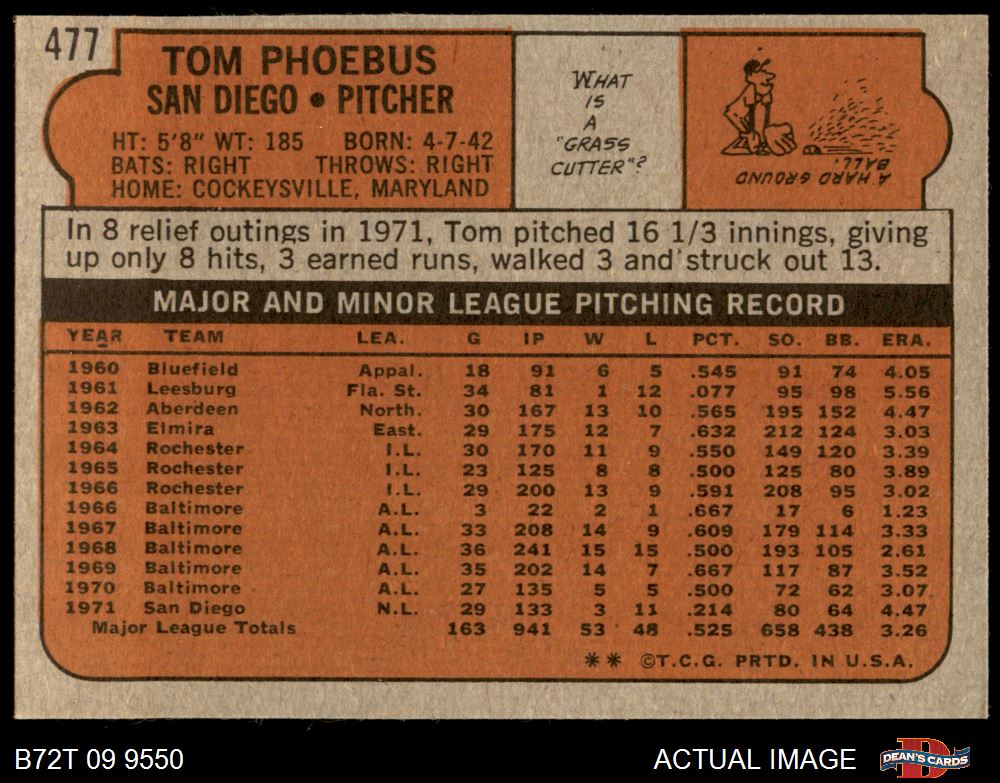 477
TOM PHOEBUS
SAN DIEGO • PITCHER
HT: 5'8" WT: 185 BORN: 4-7-42
BATS: RIGHT THROWS: RIGHT
HOME: COCKEYSVILLE, MARYLAND
WHAT
IS
A
"GRASS
CUTTER"?
A HARD GROUND
BALL.
In 8 relief outings in 1971, Tom pitched 16 1/3 innings, giving
up only 8 hits, 3 earned runs, walked 3 and struck out 13.
MAJOR AND MINOR LEAGUE PITCHING RECORD
YEAR TEAM LEA. G IP W L PCT. SO. BB. ERA.
1960 Bluefield Appal. 18 91 6 5 .545 91 74 4.05
1961 Leesburg Fla. St. 34 81 1 12 .077 95 98 5.56
1962 Aberdeen North. 30 167 13 10 .565 195 152 4.47
1963 Elmira East. 29 175 12 7 .632 212 124 3.03
1964 Rochester I.L. 30 170 11 9 .550 149 120 3.39
1965 Rochester I.L. 23 125 8 8 .500 125 80 3.89
1966 Rochester I.L. 29 200 13 9 .591 208 95 3.02
1966 Baltimore A.L. 3 22 2 1 .667 17 6 1.23
1967 Baltimore A.L. 33 208 14 9 .609 179 114 3.33
1968 Baltimore A.L. 36 241 15 15 .500 193 105 2.61
1969 Baltimore A.L. 35 202 14 7 .667 117 87 3.52
1970 Baltimore A.L. 27 135 5 5 .500 72 62 3.07
1971 San Diego N.L. 29 133 3 11 .214 80 64 4.47
Major League Totals 163 941 53 48 .525 658 438 3.26
** ©T.C.G. PRTD. IN U.S.A.
B72T 09 9550 ACTUAL IMAGE DEAN'S CARDS